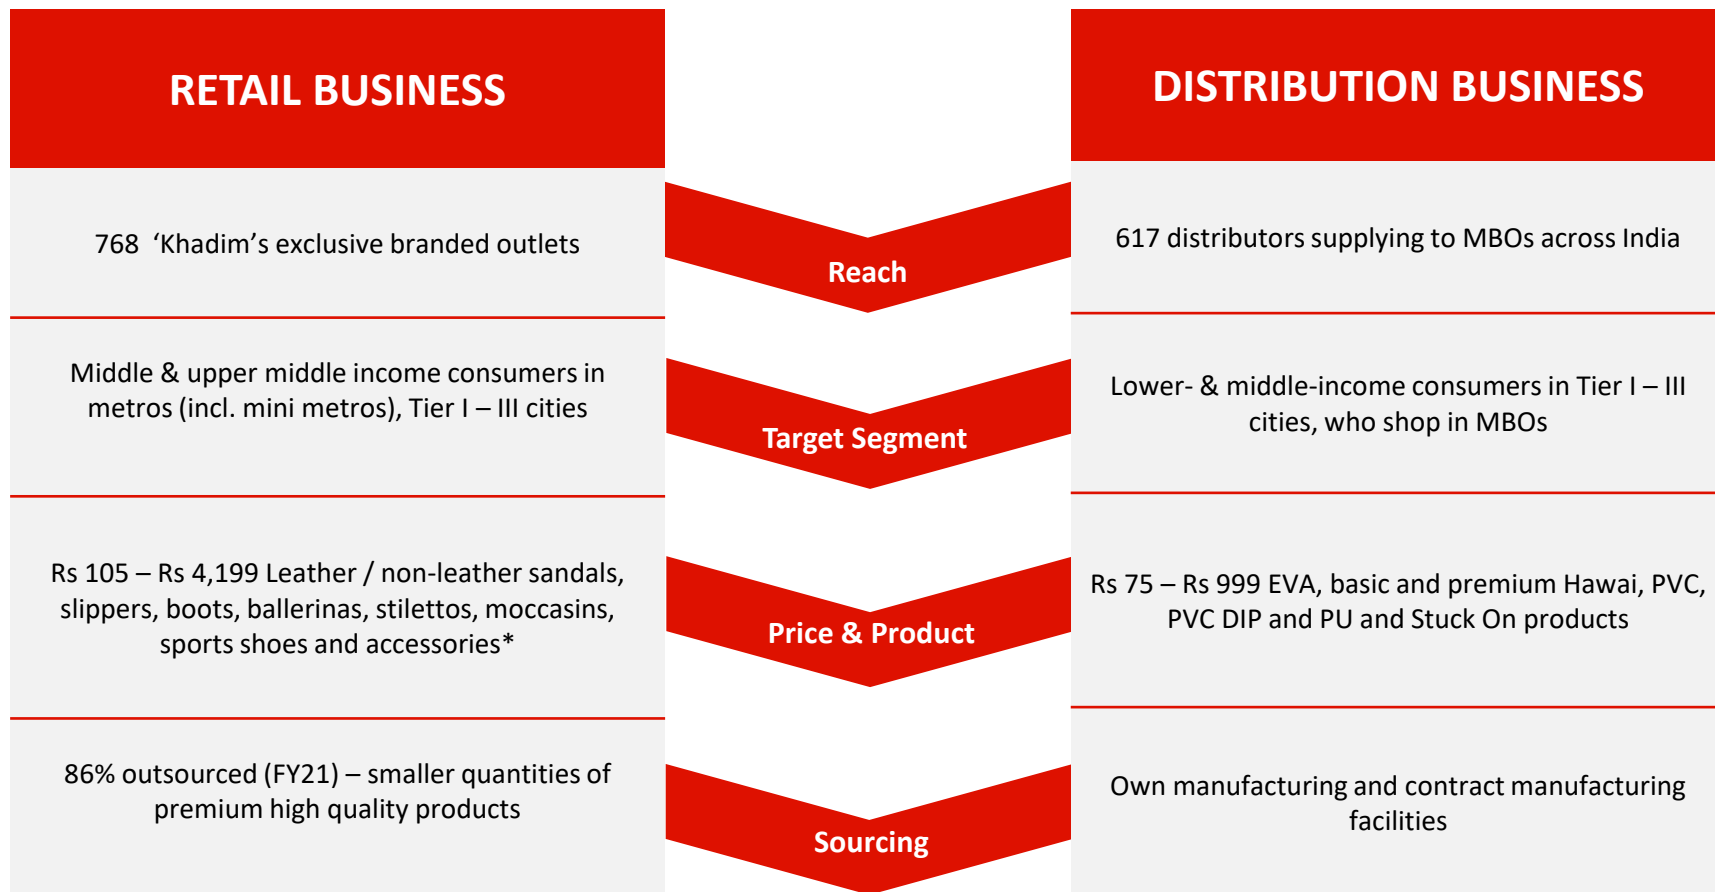 RETAIL BUSINESS
DISTRIBUTION BUSINESS
768  ‘Khadim’s exclusive branded outlets
Reach
617 distributors supplying to MBOs across India
Middle & upper middle income consumers in
metros (incl. mini metros), Tier I – III cities
Target Segment
Lower- & middle-income consumers in Tier I – III
cities, who shop in MBOs
Rs 105 – Rs 4,199 Leather / non-leather sandals,
slippers, boots, ballerinas, stilettos, moccasins,
sports shoes and accessories*
Price & Product
Rs 75 – Rs 999 EVA, basic and premium Hawai, PVC,
PVC DIP and PU and Stuck On products
86% outsourced (FY21) – smaller quantities of
premium high quality products
Sourcing
Own manufacturing and contract manufacturing
facilities